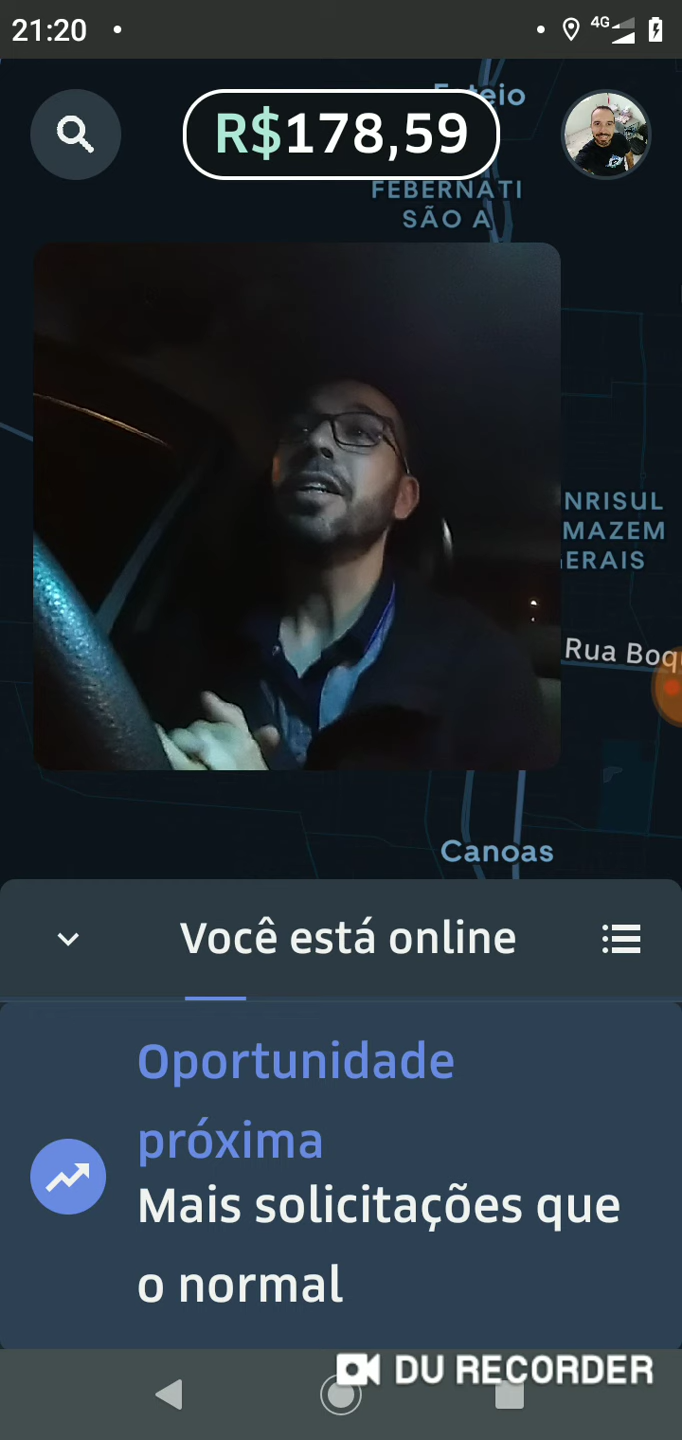 21:20
4G
R$178,59
FEBERNATI
SÃO A
NRISUL
MAZEM
ERAIS
Rua Boq
Canoas
Você está online
Oportunidade
próxima
Mais solicitações que
o normal
DU RECORDER